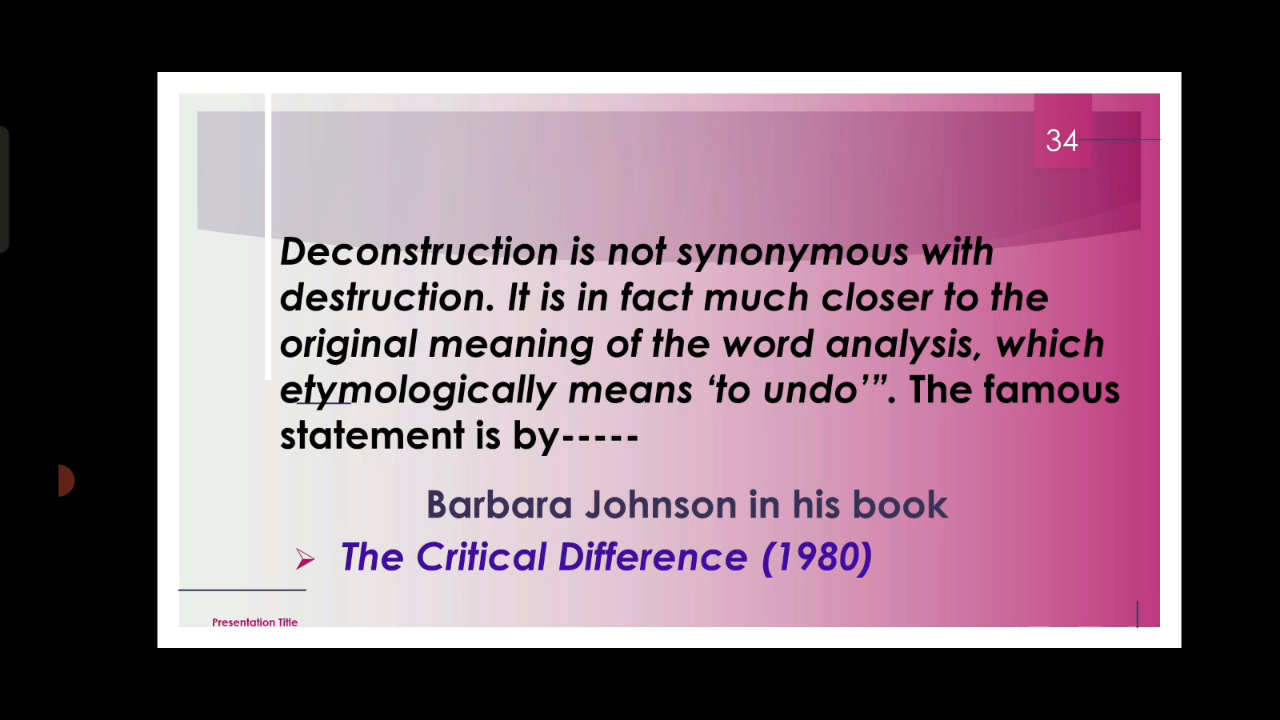 34
Deconstruction is not synonymous with
destruction. It is in fact much closer to the
original meaning of the word analysis, which
etymologically means ‘to undo’”. The famous
statement is by-----
Barbara Johnson in his book
The Critical Difference (1980)
Presentation Title